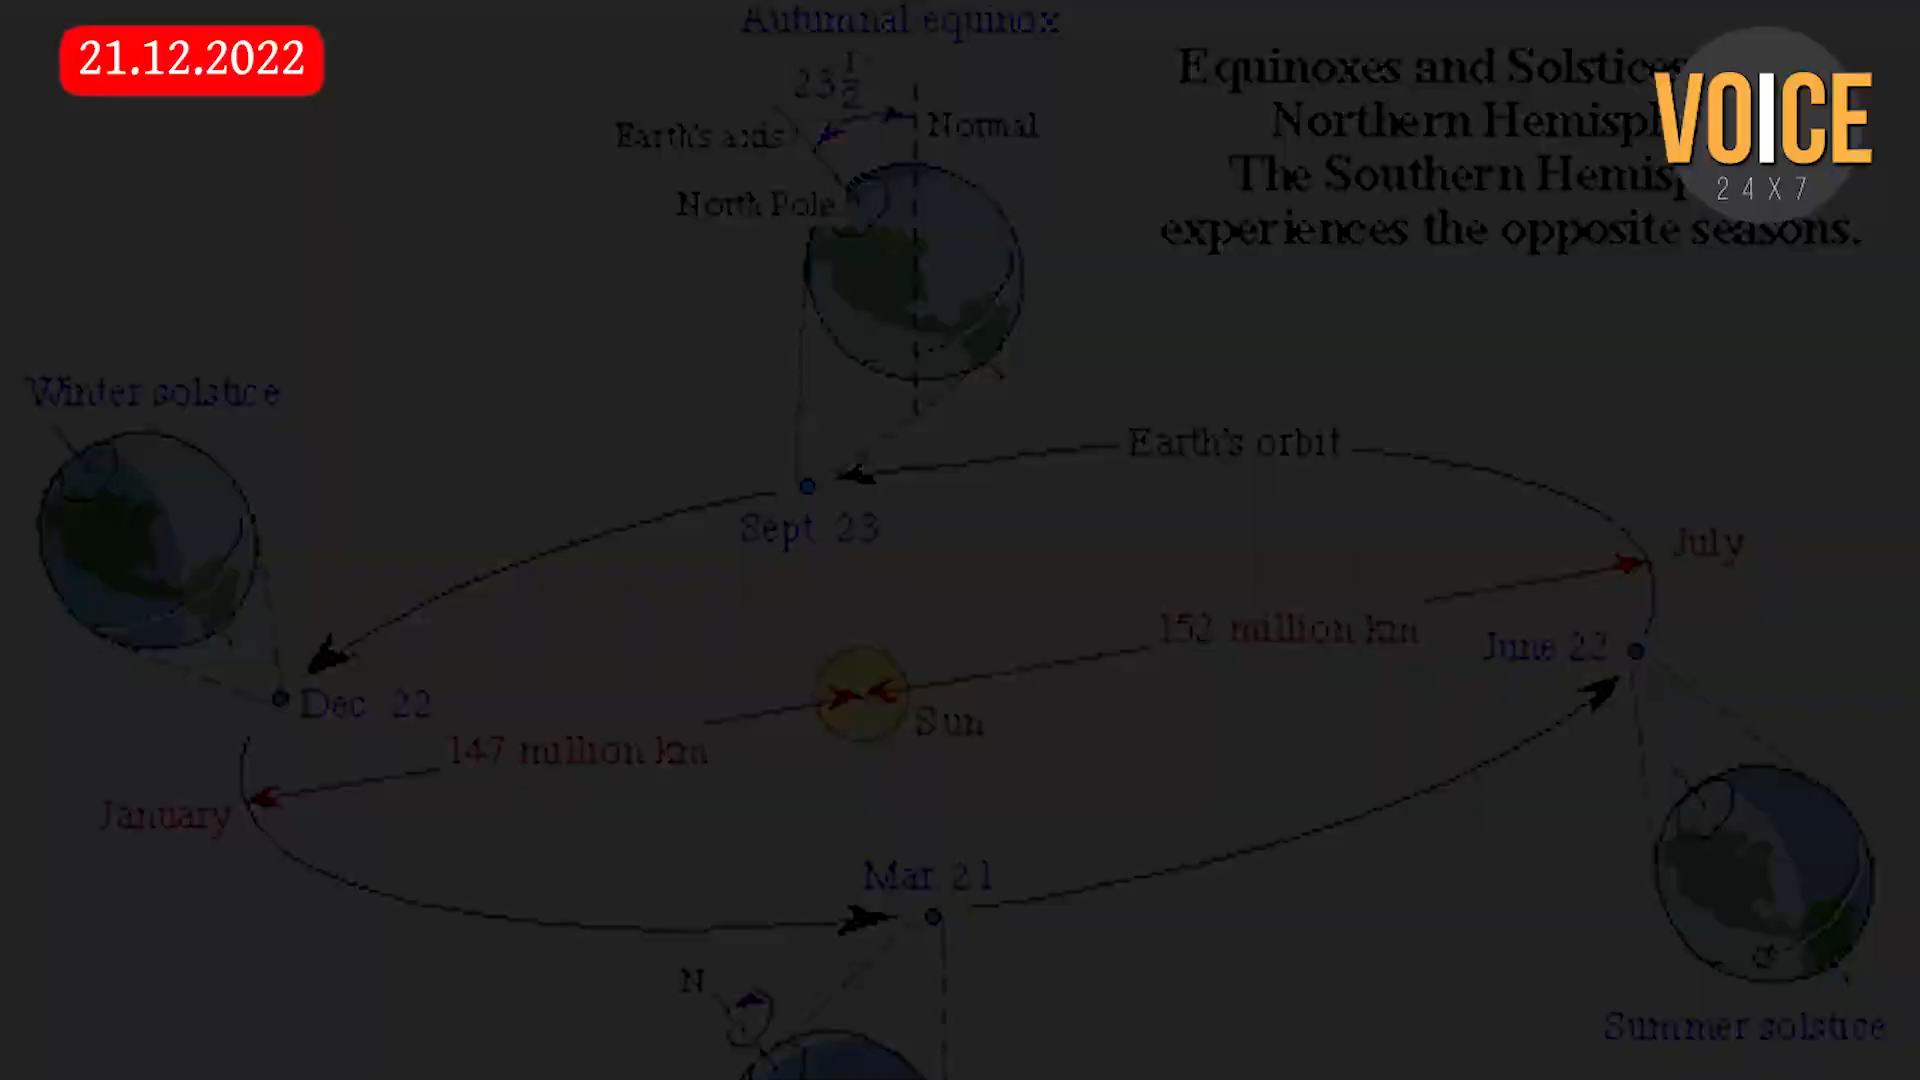 21.12.2022
Autumnal equinox
23 1/2
Earth's axis
Normal
North Pole
Equinoxes and Solstices
Northern Hemisph
The Southern Hemisp
experiences the opposite seasons.
VOICE
24X7
Winter solstice
Earth's orbit
Sept. 23
July
152 million km
June 22
Dec. 22
Sun
147 million km
January
Mar. 21
N
Summer solstice